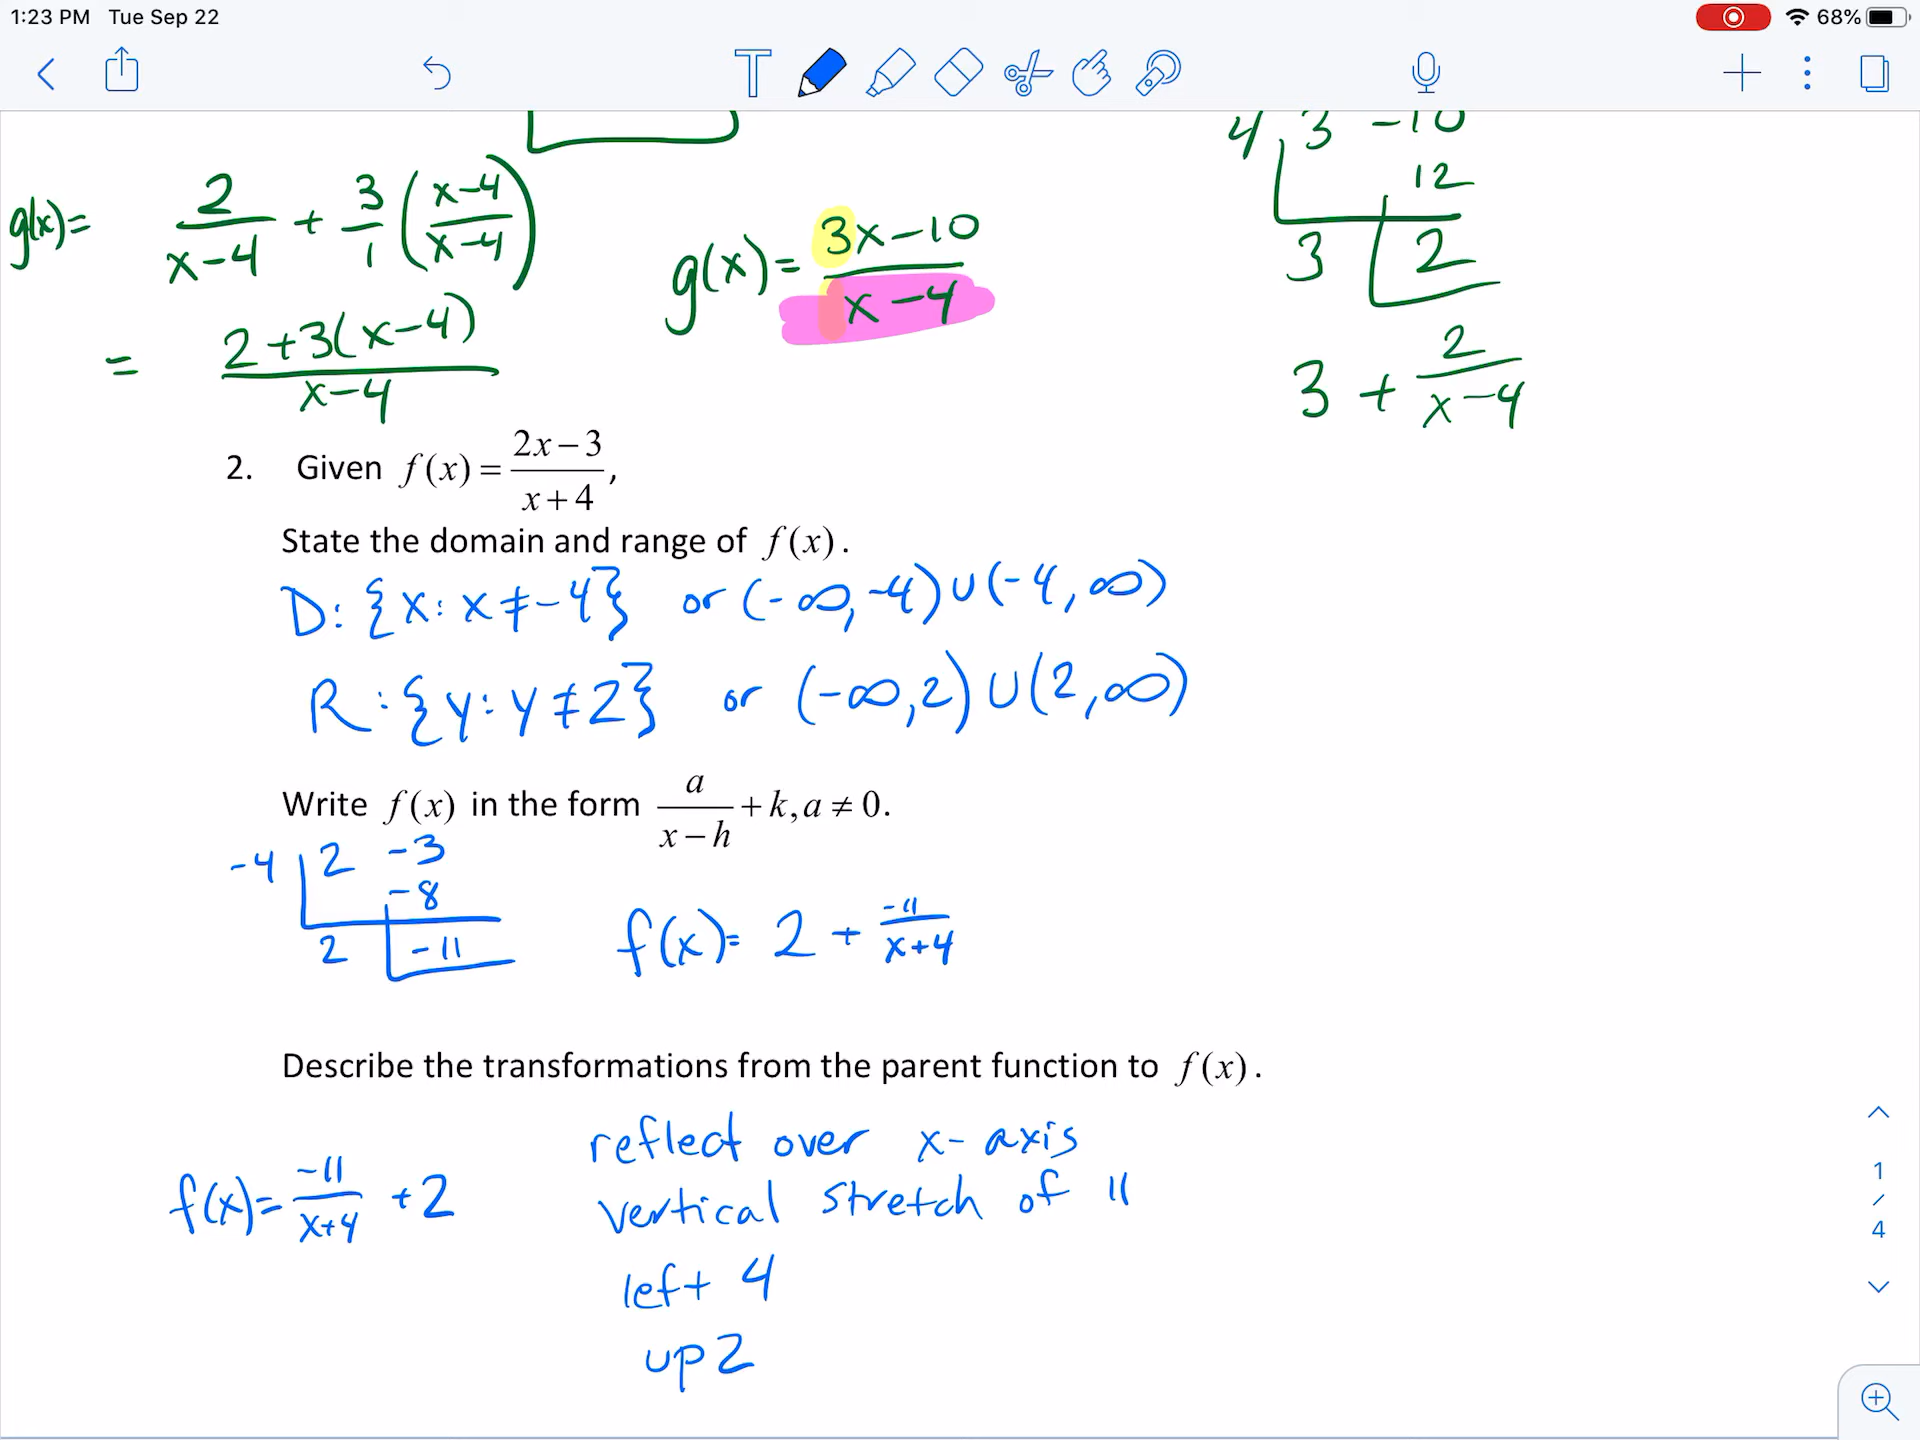 1:23 PM Tue Sep 22 68%
g(x)= 2/(x-4) + 3/1 ((x-4)/(x-4))
= (2+3(x-4))/(x-4)
g(x)= (3x-10)/(x-4)
4 3 -10
12
3 2
3 + 2/(x-4)
2. Given f(x) = (2x-3)/(x+4),
State the domain and range of f(x).
D: {x: x≠-4} or (-∞,-4)∪(-4,∞)
R: {y: y≠2} or (-∞,2)∪(2,∞)
Write f(x) in the form a/(x-h) + k, a ≠ 0.
-4 2 -3
-8
2 -11
f(x)= 2 + -11/(x+4)
Describe the transformations from the parent function to f(x).
f(x)= -11/(x+4) +2
reflect over x-axis
vertical stretch of 11
left 4
up 2
1
/
4